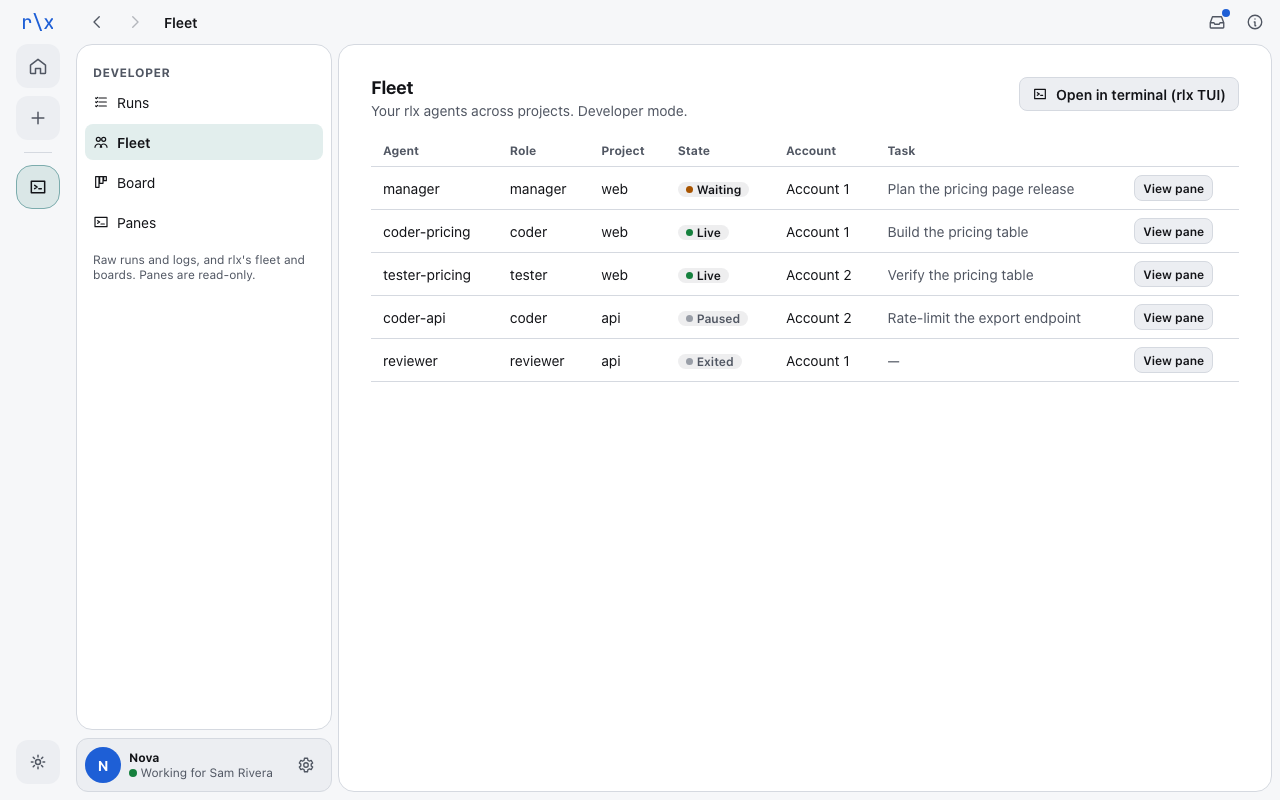 r\x
Fleet
DEVELOPER
Runs
Fleet
Board
Panes
Raw runs and logs, and rlx's fleet and
boards. Panes are read-only.
N
Nova
Working for Sam Rivera
Fleet
Your rlx agents across projects. Developer mode.
Open in terminal (rlx TUI)
Agent Role Project State Account Task
manager manager web Waiting Account 1 Plan the pricing page release View pane
coder-pricing coder web Live Account 1 Build the pricing table View pane
tester-pricing tester web Live Account 2 Verify the pricing table View pane
coder-api coder api Paused Account 2 Rate-limit the export endpoint View pane
reviewer reviewer api Exited Account 1 — View pane